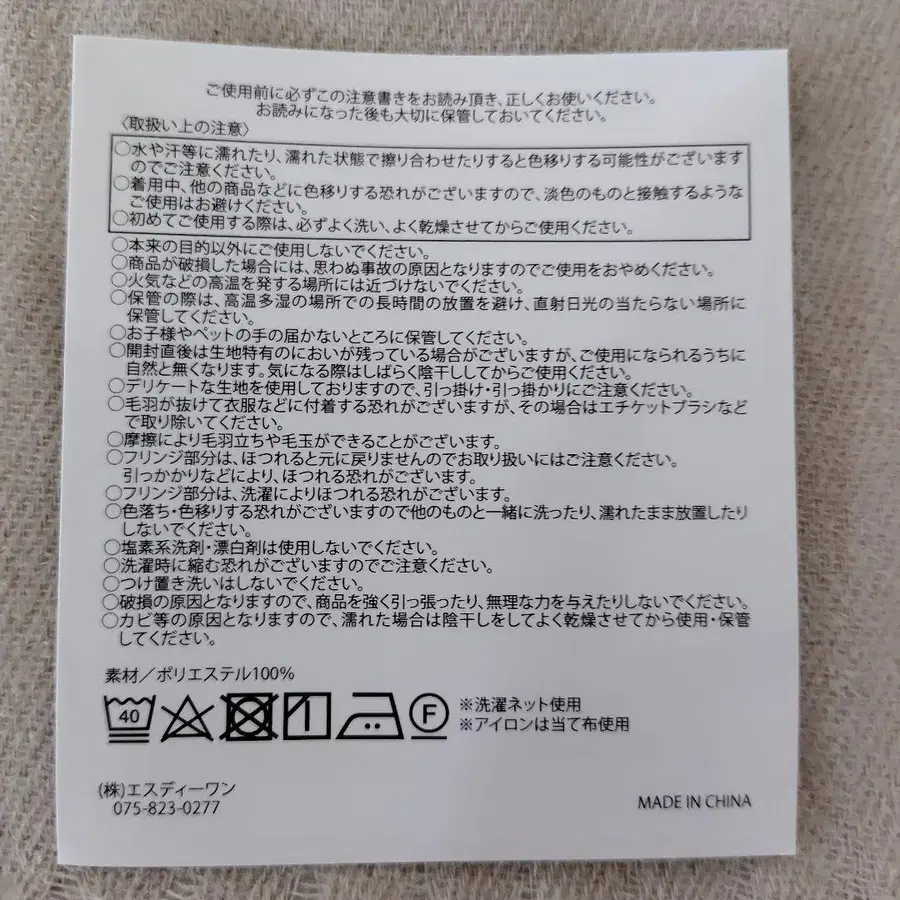 ご使用前に必ずこの注意書きをお読み頂き、正しくお使いください。
お読みになった後も大切に保管しておいてください。
〈取扱い上の注意〉
○水や汗等に濡れたり、濡れた状態で擦り合わせたりすると色移りする可能性がございます
のでご注意ください。
○着用中、他の商品などに色移りする恐れがございますので、淡色のものと接触するような
ご使用はお避けください。
○初めてご使用する際は、必ずよく洗い、よく乾燥させてからご使用ください。
○本来の目的以外にご使用しないでください。
○商品が破損した場合には、思わぬ事故の原因となりますのでご使用をおやめください。
○火気などの高温を発する場所には近づけないでください。
○保管の際は、高温多湿の場所での長時間の放置を避け、直射日光の当たらない場所に
保管してください。
○お子様やペットの手の届かないところに保管してください。
○開封直後は生地特有のにおいが残っている場合がございますが、ご使用になられるうちに
自然と無くなります。気になる際はしばらく陰干ししてからご使用ください。
○デリケートな生地を使用しておりますので、引っ掛け・引っ掛かりにご注意ください。
○毛羽が抜けて衣服などに付着する恐れがございますが、その場合はエチケットブラシなど
で取り除いてください。
○摩擦により毛羽立ちや毛玉ができることがございます。
○フリンジ部分は、ほつれると元に戻りませんのでお取り扱いにはご注意ください。
引っかかりなどにより、ほつれる恐れがございます。
○フリンジ部分は、洗濯によりほつれる恐れがございます。
○色落ち・色移りする恐れがございますので他のものと一緒に洗ったり、濡れたまま放置したり
しないでください。
○塩素系洗剤・漂白剤は使用しないでください。
○洗濯時に縮む恐れがございますのでご注意ください。
○つけ置き洗いはしないでください。
○破損の原因となりますので、商品を強く引っ張ったり、無理な力を与えたりしないでください。
○カビ等の原因となりますので、濡れた場合は陰干しをしてよく乾燥させてから使用・保管
してください。
素材／ポリエステル100%
40 F ※洗濯ネット使用
※アイロンは当て布使用
(株)エスディーワン
075-823-0277
MADE IN CHINA